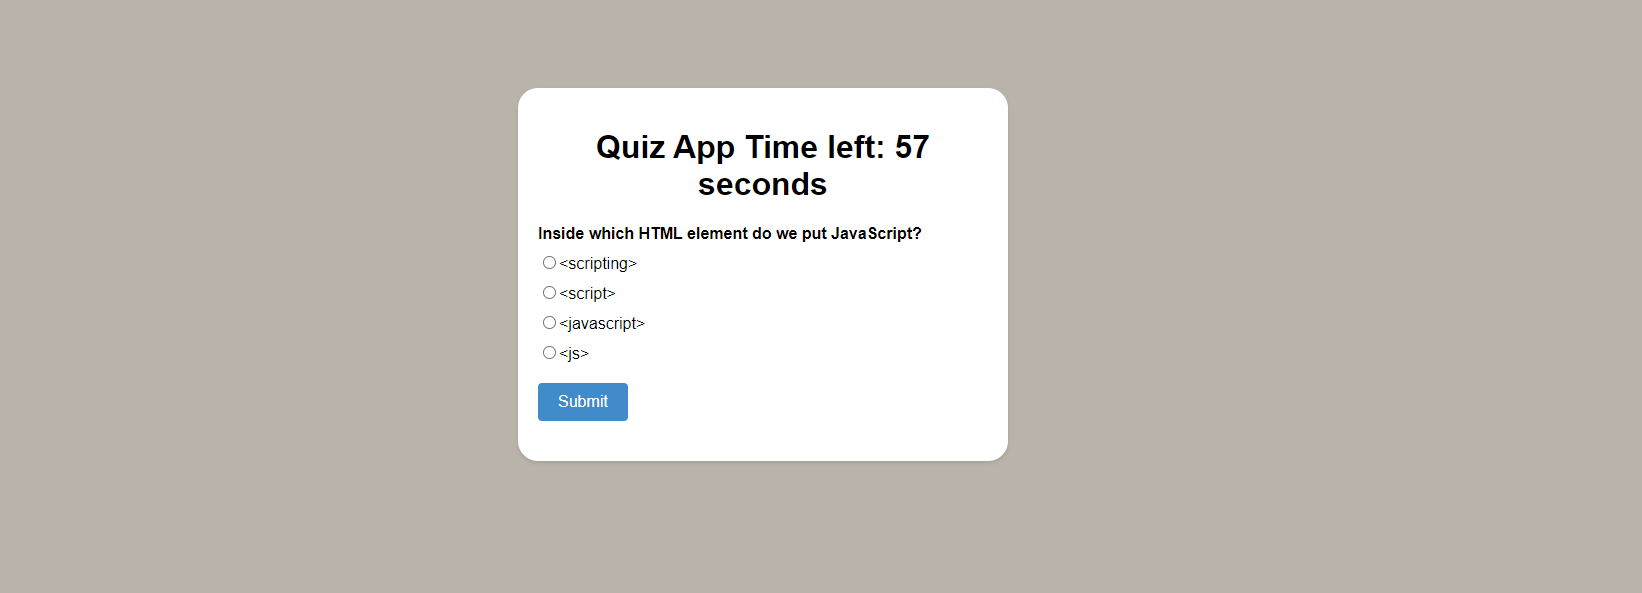 Quiz App Time left: 57
seconds
Inside which HTML element do we put JavaScript?
<scripting>
<script>
<javascript>
<js>
Submit